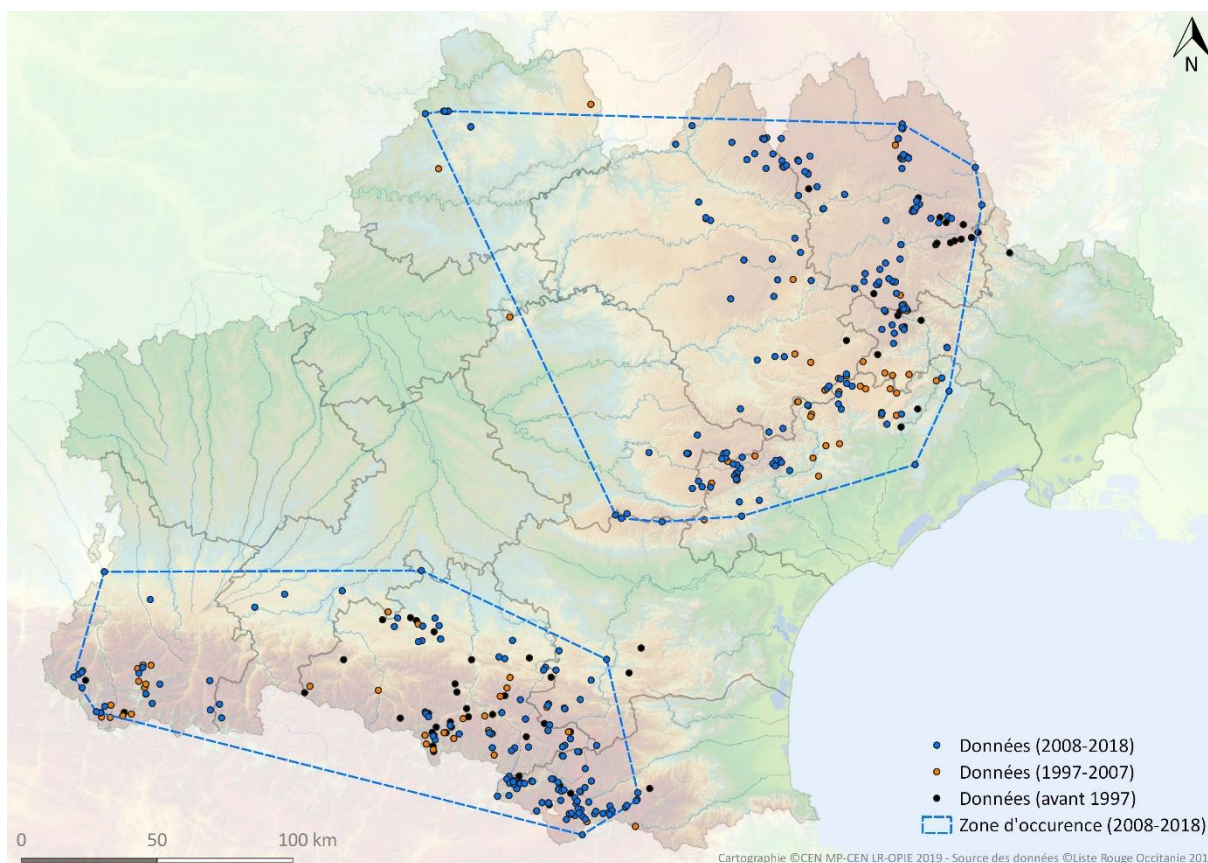 N
Données (2008-2018)
Données (1997-2007)
Données (avant 1997)
Zone d'occurence (2008-2018)
0 50 100 km
Cartographie ©CEN MP-CEN LR-OPIE 2019 - Source des données ©Liste Rouge Occitanie 201